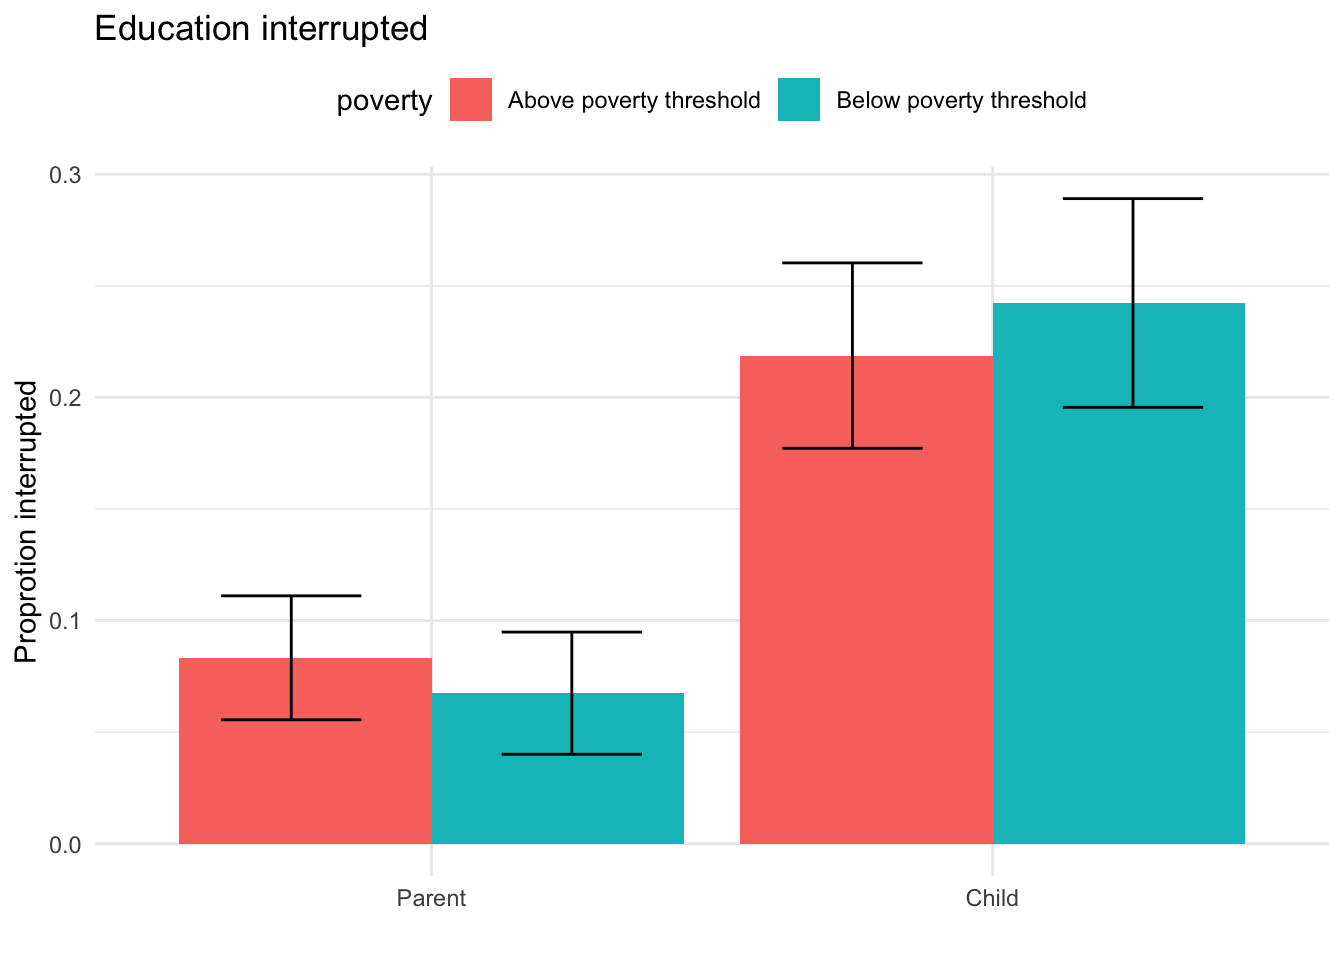 Education interrupted
poverty Above poverty threshold Below poverty threshold
Proprotion interrupted
0.3
0.2
0.1
0.0
Parent Child